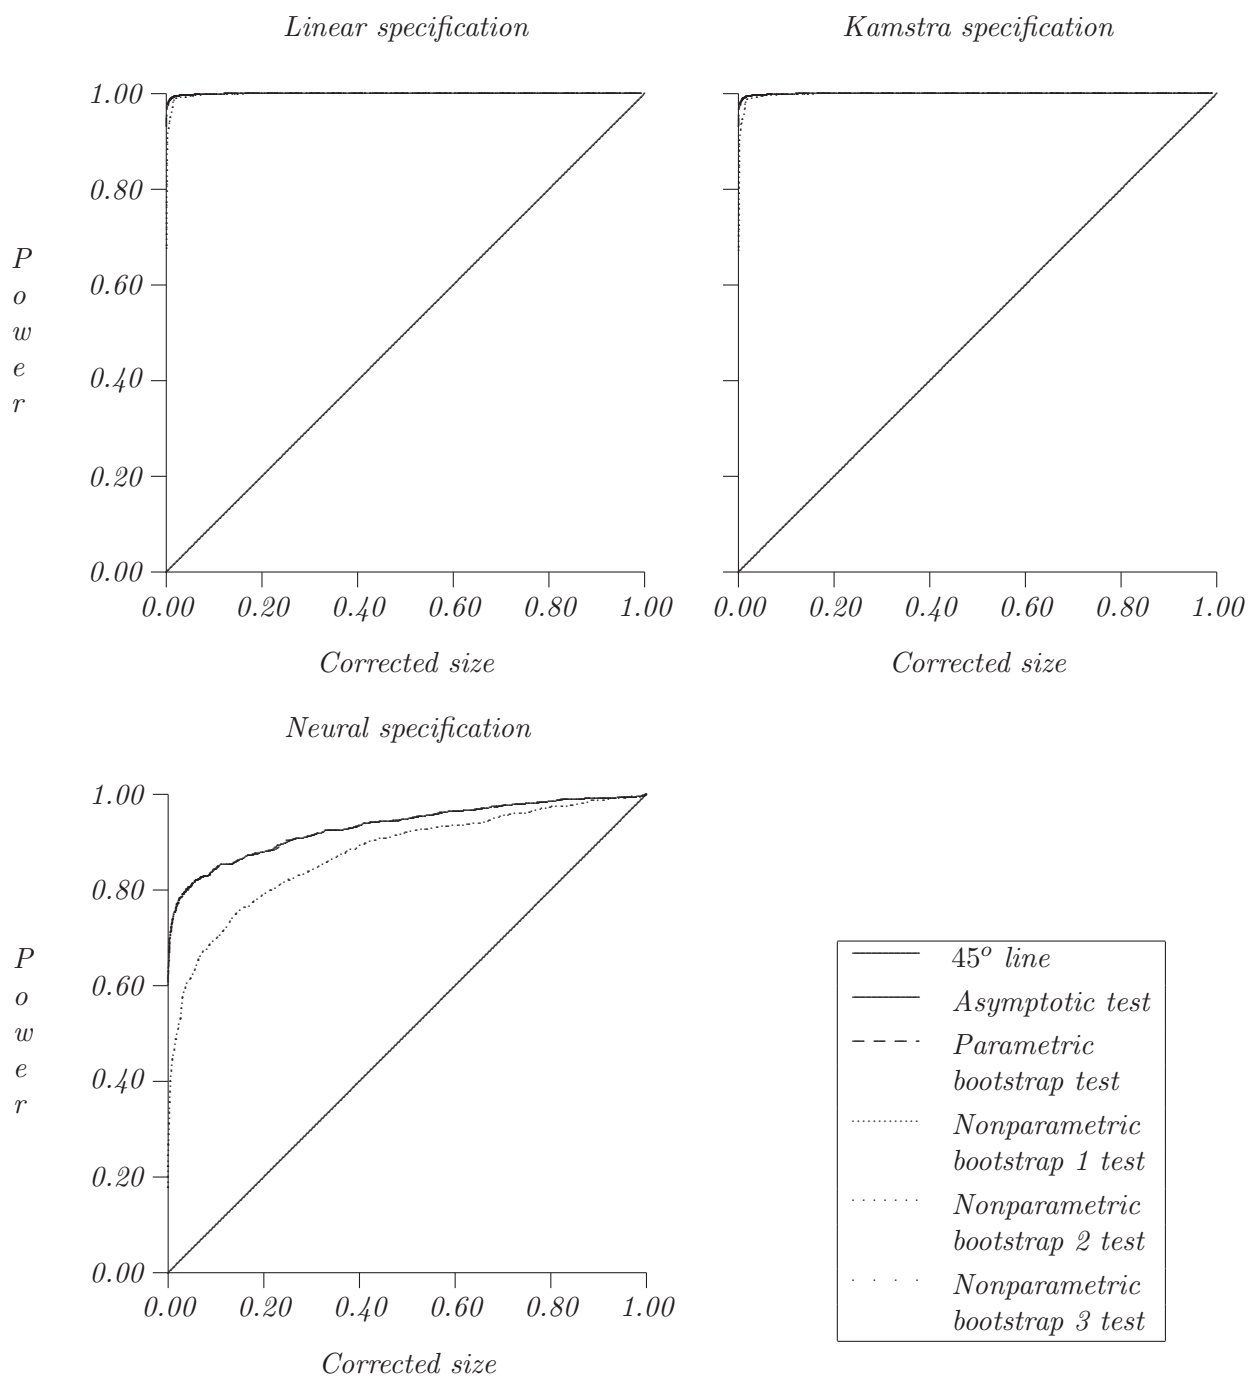 Linear specification
Kamstra specification
1.00
0.80
0.60
0.40
0.20
0.00
P
o
w
e
r
0.00 0.20 0.40 0.60 0.80 1.00
0.00 0.20 0.40 0.60 0.80 1.00
Corrected size
Corrected size
Neural specification
1.00
0.80
0.60
0.40
0.20
0.00
P
o
w
e
r
0.00 0.20 0.40 0.60 0.80 1.00
Corrected size
45° line
Asymptotic test
Parametric
bootstrap test
Nonparametric
bootstrap 1 test
Nonparametric
bootstrap 2 test
Nonparametric
bootstrap 3 test